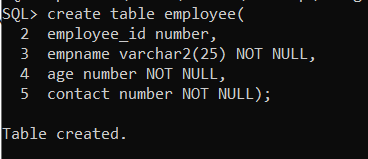 SQL> create table employee(
  2  employee_id number,
  3  empname varchar2(25) NOT NULL,
  4  age number NOT NULL,
  5  contact number NOT NULL);

Table created.